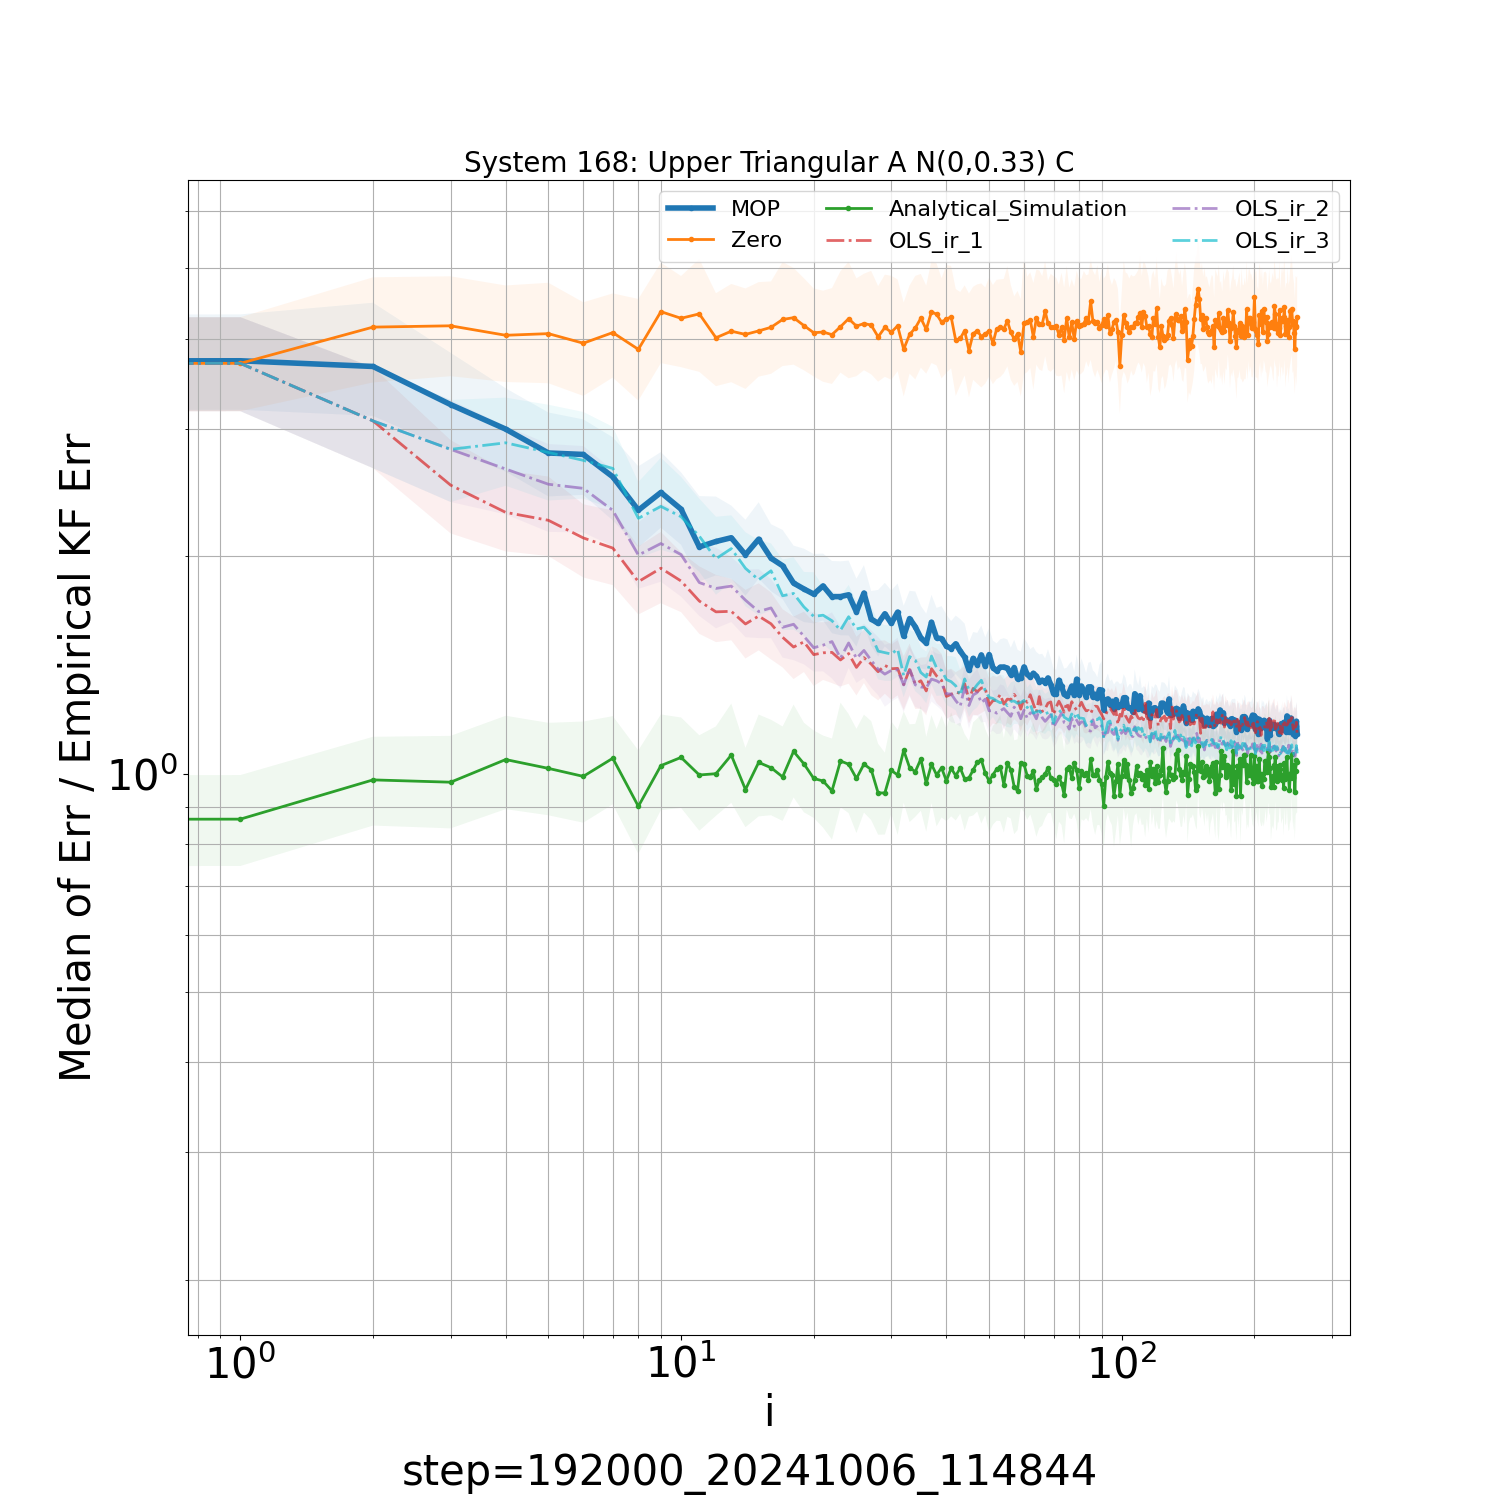 System 168: Upper Triangular A N(0,0.33) C
MOP
Zero
Analytical_Simulation
OLS_ir_1
OLS_ir_2
OLS_ir_3
Median of Err / Empirical KF Err
10⁰
10⁰ 10¹ 10²
i
step=192000_20241006_114844